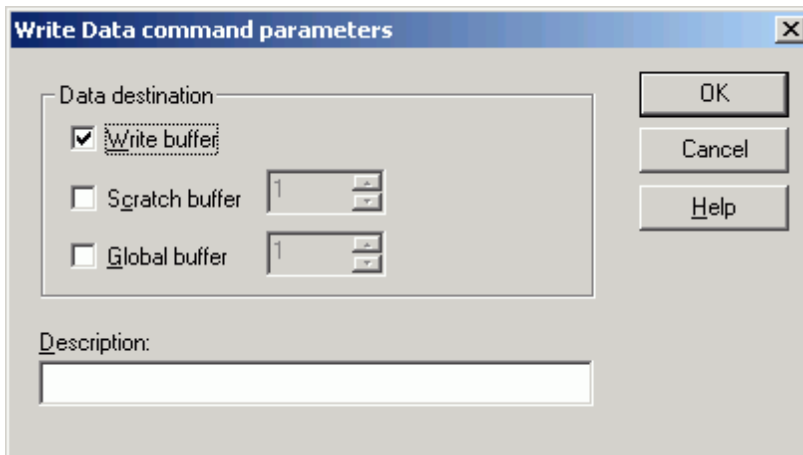 Write Data command parameters
Data destination
Write buffer
Scratch buffer 1
Global buffer 1
Description:
OK
Cancel
Help